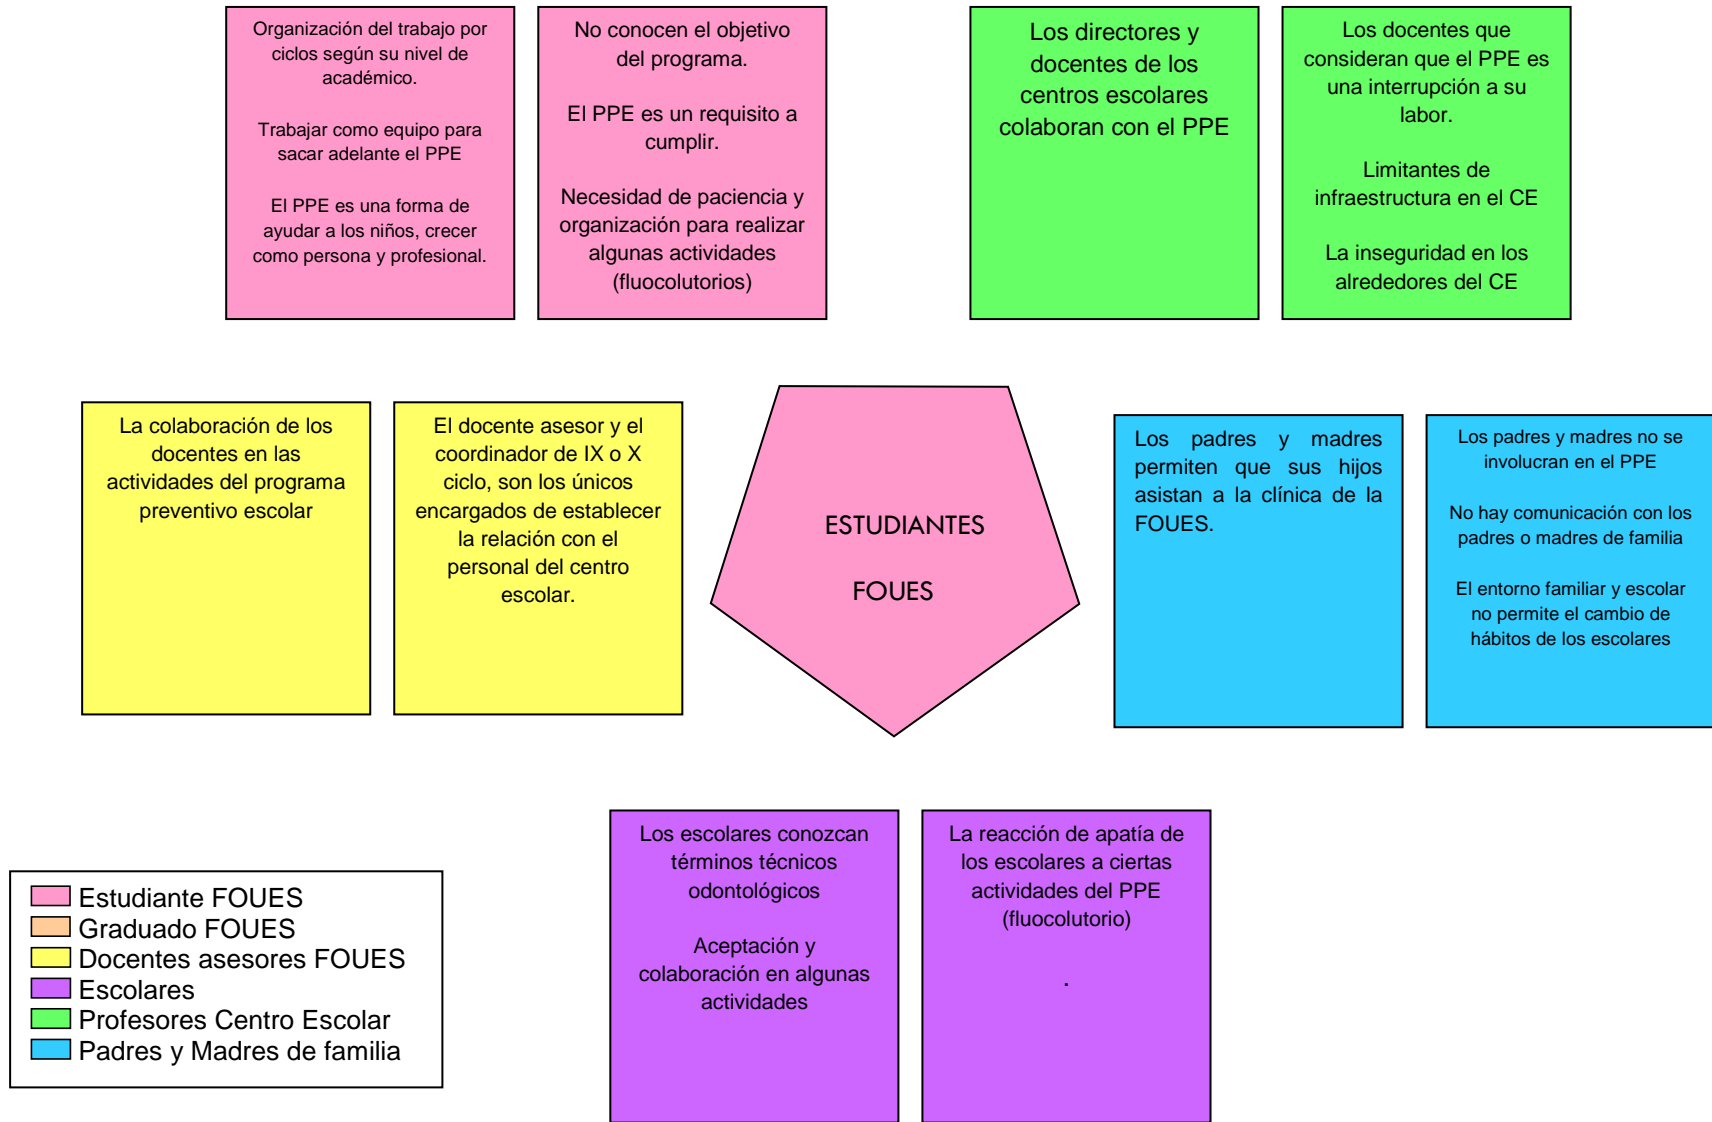 Organización del trabajo por
ciclos según su nivel de
académico.
Trabajar como equipo para
sacar adelante el PPE
El PPE es una forma de
ayudar a los niños, crecer
como persona y profesional.
No conocen el objetivo
del programa.
El PPE es un requisito a
cumplir.
Necesidad de paciencia y
organización para realizar
algunas actividades
(fluocolutorios)
Los directores y
docentes de los
centros escolares
colaboran con el PPE
Los docentes que
consideran que el PPE es
una interrupción a su
labor.
Limitantes de
infraestructura en el CE
La inseguridad en los
alrededores del CE
La colaboración de los
docentes en las
actividades del programa
preventivo escolar
El docente asesor y el
coordinador de IX o X
ciclo, son los únicos
encargados de establecer
la relación con el
personal del centro
escolar.
ESTUDIANTES
FOUES
Los padres y madres
permiten que sus hijos
asistan a la clínica de la
FOUES.
Los padres y madres no se
involucran en el PPE
No hay comunicación con los
padres o madres de familia
El entorno familiar y escolar
no permite el cambio de
hábitos de los escolares
Los escolares conozcan
términos técnicos
odontológicos
Aceptación y
colaboración en algunas
actividades
La reacción de apatía de
los escolares a ciertas
actividades del PPE
(fluocolutorio)
.
Estudiante FOUES
Graduado FOUES
Docentes asesores FOUES
Escolares
Profesores Centro Escolar
Padres y Madres de familia